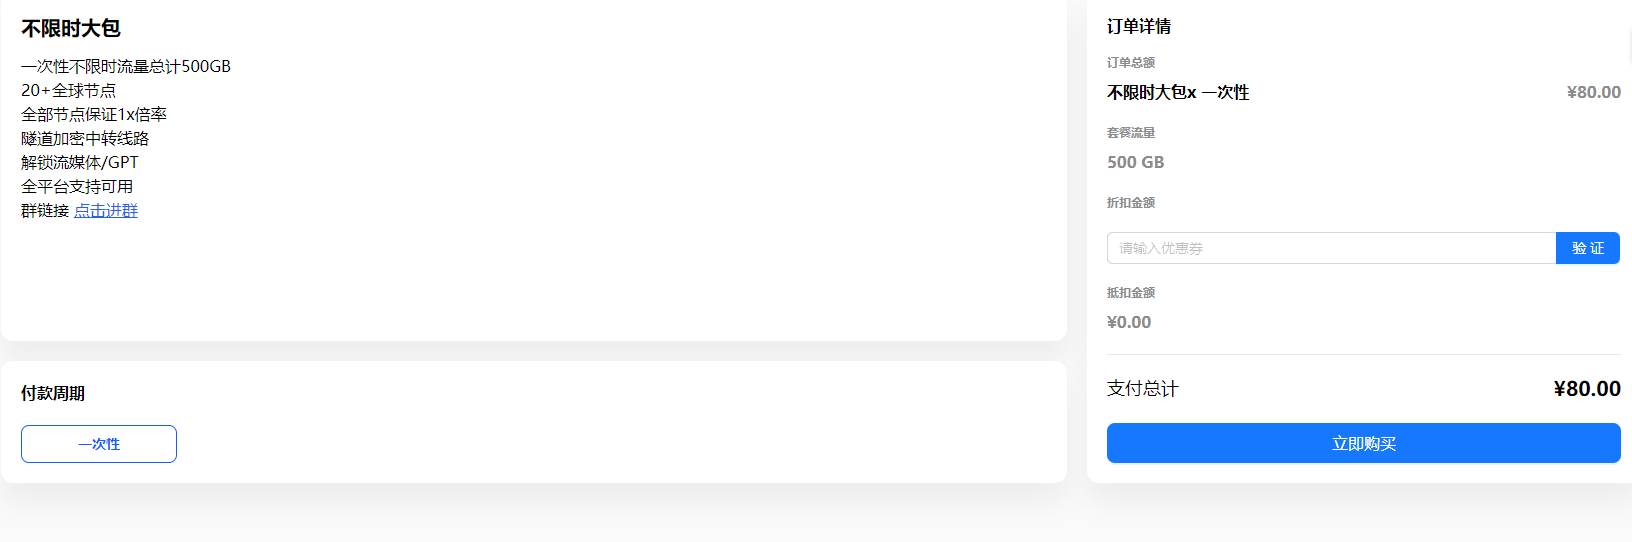 不限时大包
一次性不限时流量总计500GB
20+全球节点
全部节点保证1x倍率
隧道加密中转线路
解锁流媒体/GPT
全平台支持可用
群链接 点击进群
付款周期
一次性
订单详情
订单总额
不限时大包x 一次性 ¥80.00
套餐流量
500 GB
折扣金额
请输入优惠券 验 证
抵扣金额
¥0.00
支付总计 ¥80.00
立即购买